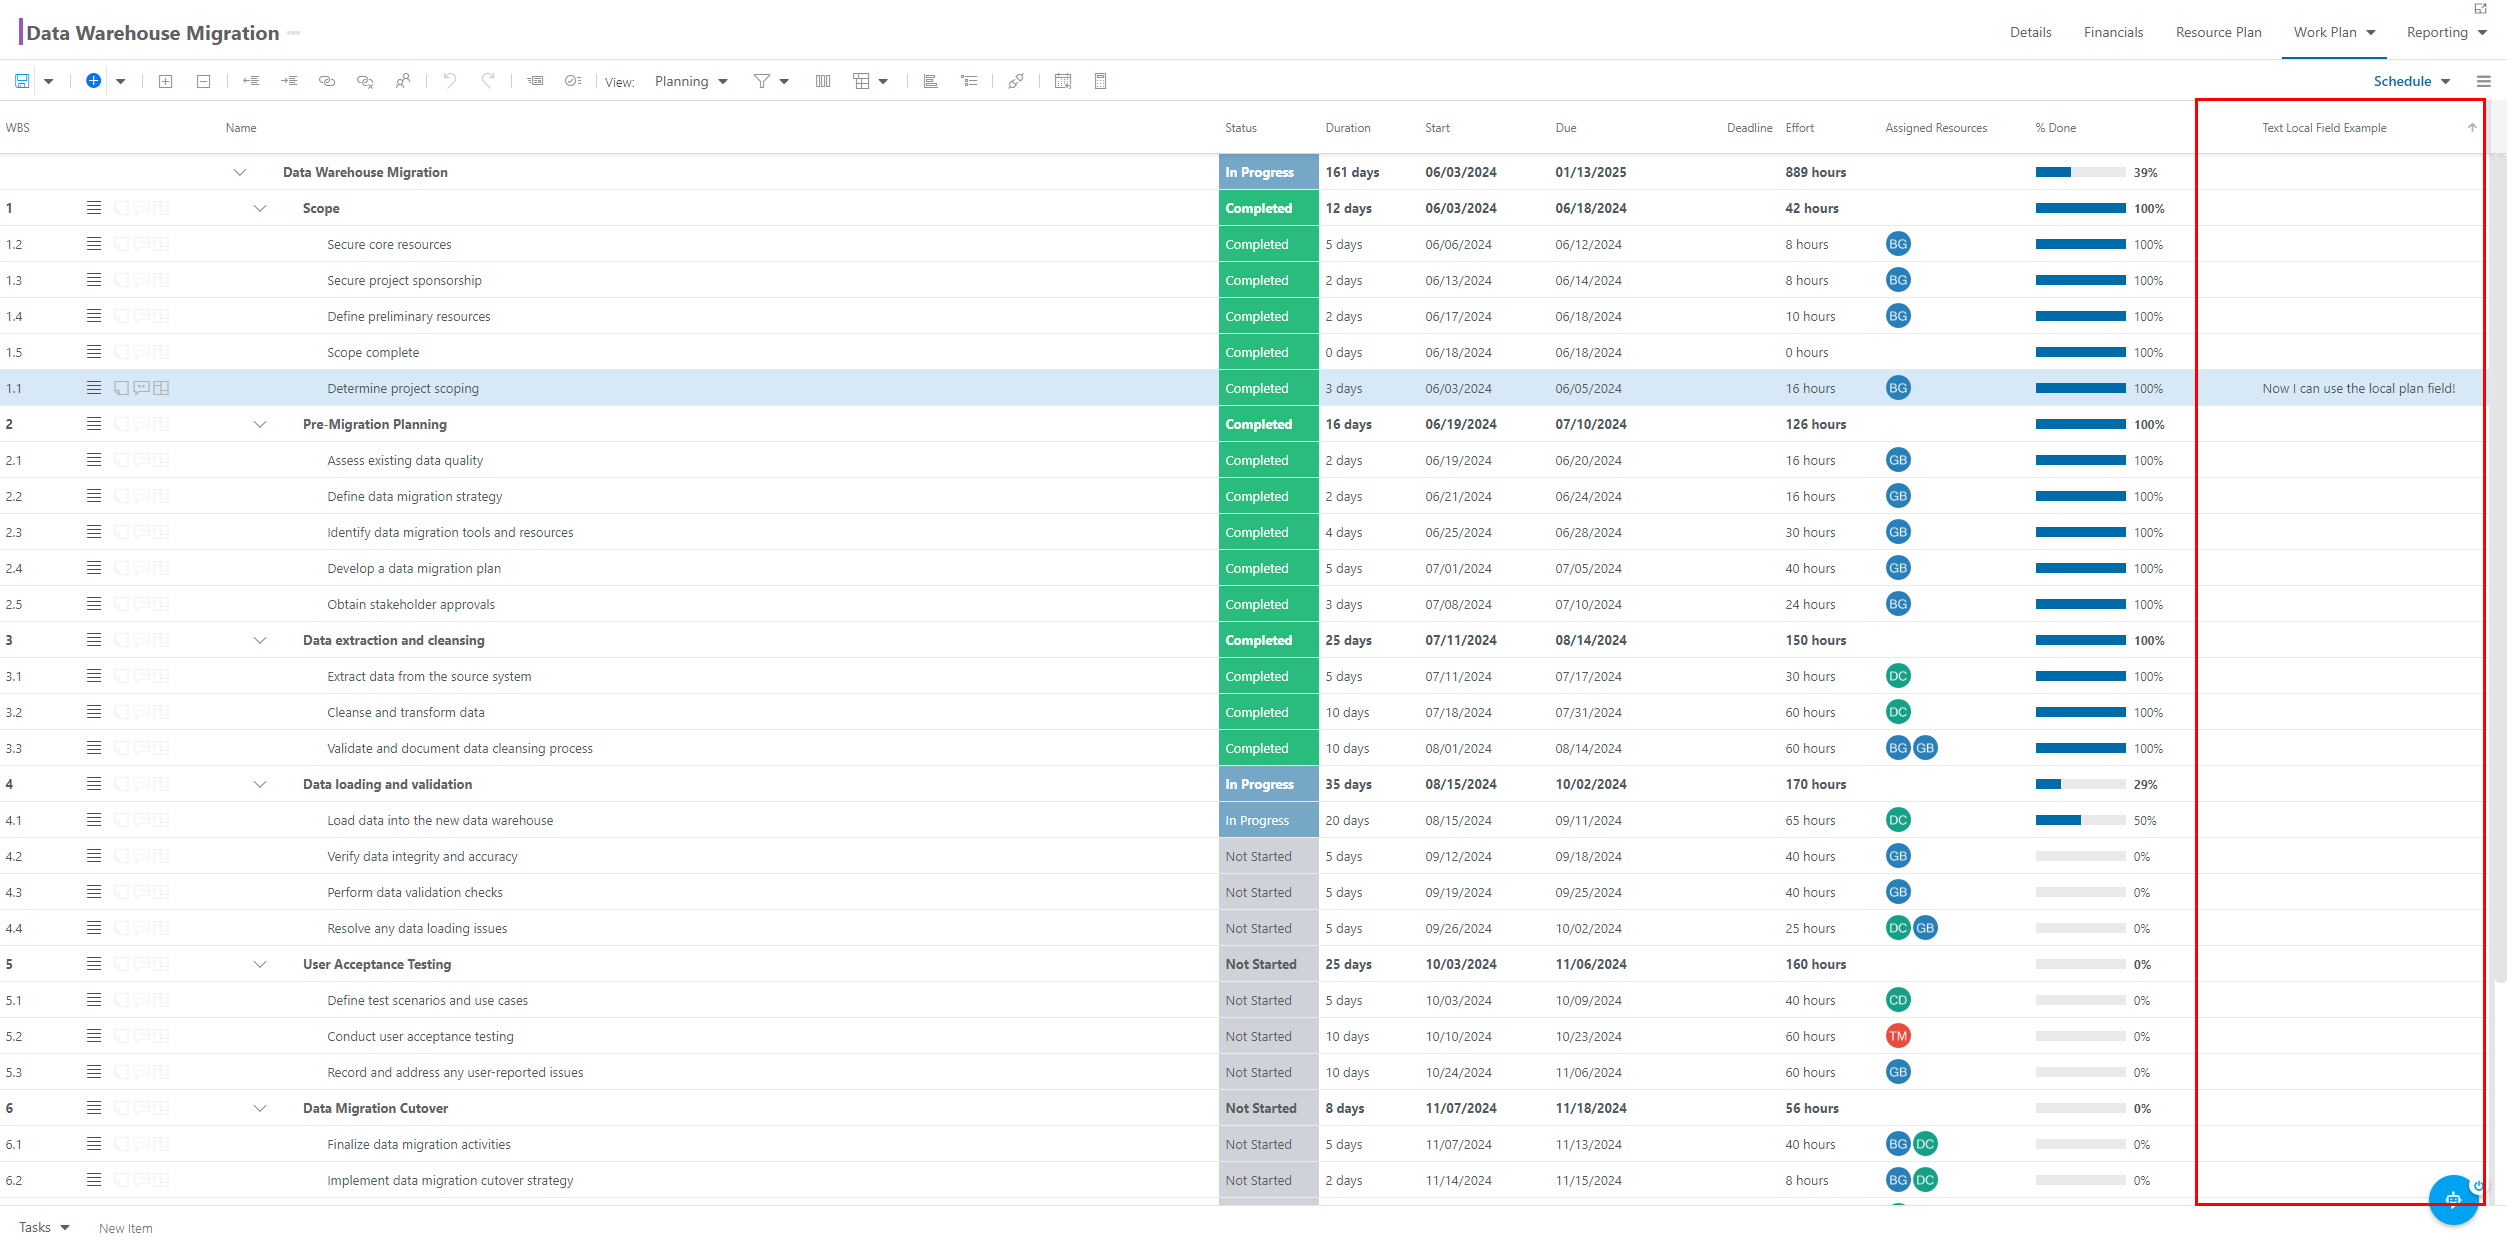 Data Warehouse Migration
Details Financials Resource Plan Work Plan Reporting
View: Planning Schedule
WBS Name Status Duration Start Due Deadline Effort Assigned Resources % Done Text Local Field Example
Data Warehouse Migration In Progress 161 days 06/03/2024 01/13/2025 889 hours 39%
1 Scope Completed 12 days 06/03/2024 06/18/2024 42 hours 100%
1.2 Secure core resources Completed 5 days 06/06/2024 06/12/2024 8 hours BG 100%
1.3 Secure project sponsorship Completed 2 days 06/13/2024 06/14/2024 8 hours BG 100%
1.4 Define preliminary resources Completed 2 days 06/17/2024 06/18/2024 10 hours BG 100%
1.5 Scope complete Completed 0 days 06/18/2024 06/18/2024 0 hours 100%
1.1 Determine project scoping Completed 3 days 06/03/2024 06/05/2024 16 hours BG 100% Now I can use the local plan field!
2 Pre-Migration Planning Completed 16 days 06/19/2024 07/10/2024 126 hours 100%
2.1 Assess existing data quality Completed 2 days 06/19/2024 06/20/2024 16 hours GB 100%
2.2 Define data migration strategy Completed 2 days 06/21/2024 06/24/2024 16 hours GB 100%
2.3 Identify data migration tools and resources Completed 4 days 06/25/2024 06/28/2024 30 hours GB 100%
2.4 Develop a data migration plan Completed 5 days 07/01/2024 07/05/2024 40 hours GB 100%
2.5 Obtain stakeholder approvals Completed 3 days 07/08/2024 07/10/2024 24 hours BG 100%
3 Data extraction and cleansing Completed 25 days 07/11/2024 08/14/2024 150 hours 100%
3.1 Extract data from the source system Completed 5 days 07/11/2024 07/17/2024 30 hours DC 100%
3.2 Cleanse and transform data Completed 10 days 07/18/2024 07/31/2024 60 hours DC 100%
3.3 Validate and document data cleansing process Completed 10 days 08/01/2024 08/14/2024 60 hours BG GB 100%
4 Data loading and validation In Progress 35 days 08/15/2024 10/02/2024 170 hours 29%
4.1 Load data into the new data warehouse In Progress 20 days 08/15/2024 09/11/2024 65 hours DC 50%
4.2 Verify data integrity and accuracy Not Started 5 days 09/12/2024 09/18/2024 40 hours GB 0%
4.3 Perform data validation checks Not Started 5 days 09/19/2024 09/25/2024 40 hours GB 0%
4.4 Resolve any data loading issues Not Started 5 days 09/26/2024 10/02/2024 25 hours DC GB 0%
5 User Acceptance Testing Not Started 25 days 10/03/2024 11/06/2024 160 hours 0%
5.1 Define test scenarios and use cases Not Started 5 days 10/03/2024 10/09/2024 40 hours CD 0%
5.2 Conduct user acceptance testing Not Started 10 days 10/10/2024 10/23/2024 60 hours TM 0%
5.3 Record and address any user-reported issues Not Started 10 days 10/24/2024 11/06/2024 60 hours GB 0%
6 Data Migration Cutover Not Started 8 days 11/07/2024 11/18/2024 56 hours 0%
6.1 Finalize data migration activities Not Started 5 days 11/07/2024 11/13/2024 40 hours BG DC 0%
6.2 Implement data migration cutover strategy Not Started 2 days 11/14/2024 11/15/2024 8 hours BG DC 0%
Tasks New Item